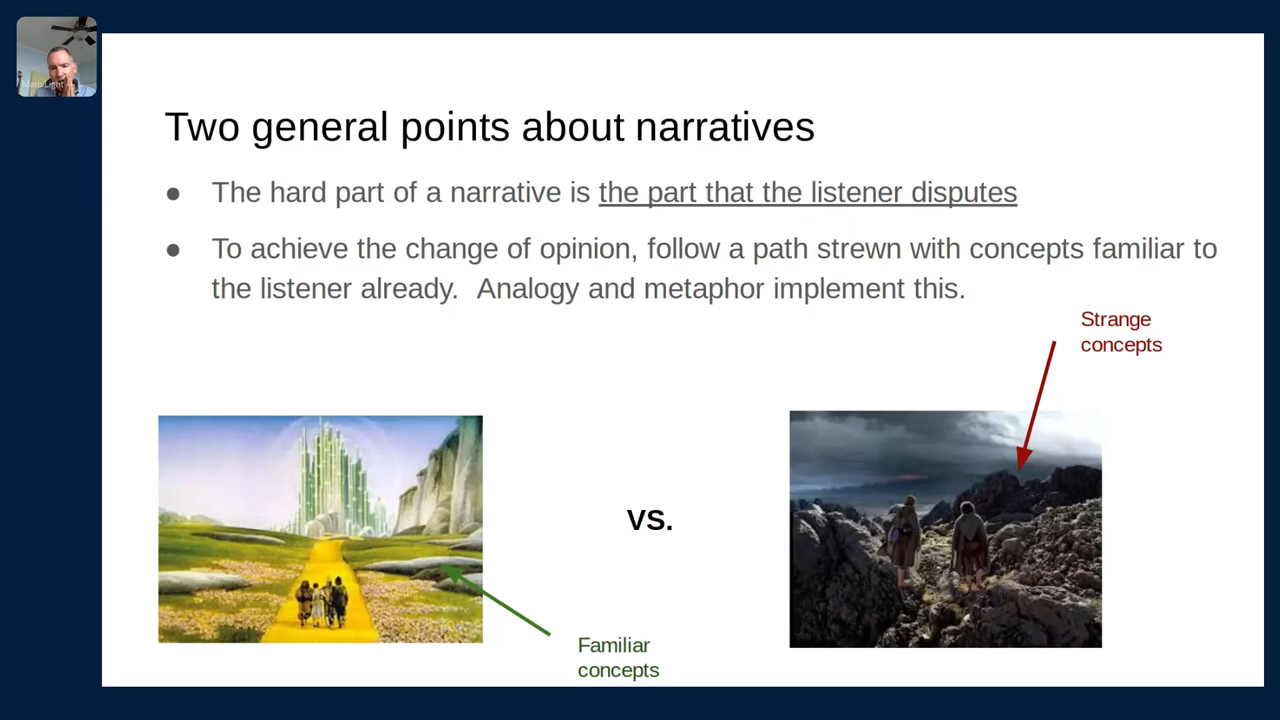 Marc Light
Two general points about narratives
● The hard part of a narrative is the part that the listener disputes
● To achieve the change of opinion, follow a path strewn with concepts familiar to
the listener already. Analogy and metaphor implement this.
Strange
concepts
VS.
Familiar
concepts